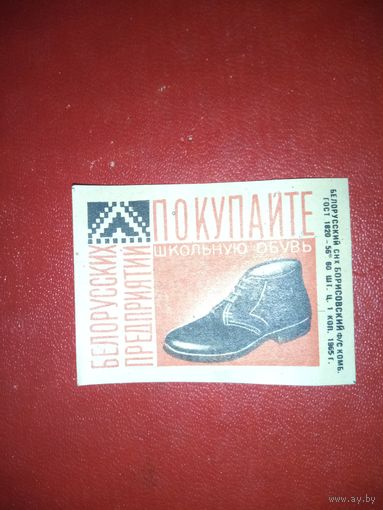 ПОКУПАЙТЕ
ШКОЛЬНУЮ ОБУВЬ
БЕЛОРУССКИХ
ПРЕДПРИЯТИЙ
БЕЛОРУССКИЙ СНХ БОРИСОВСКИЙ Ф/С КОМБ.
ГОСТ 1820-56* 60 ШТ. Ц. 1 КОП. 1965 Г.
www.ay.by